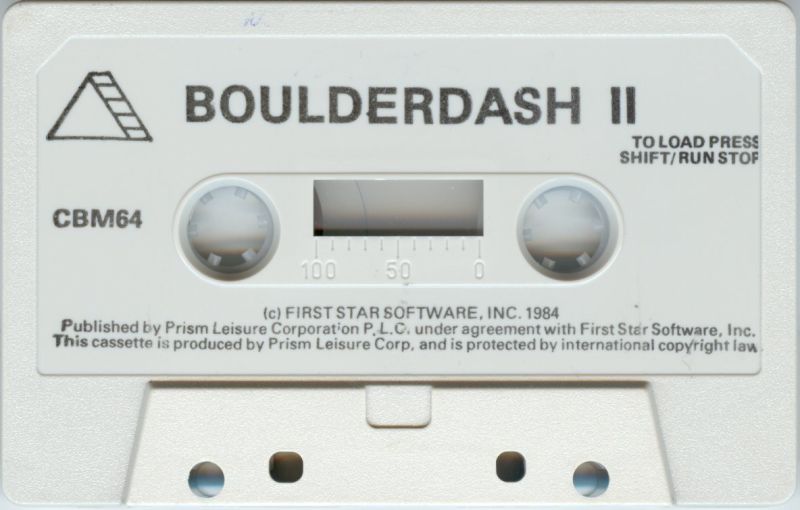 BOULDERDASH II
TO LOAD PRESS
SHIFT/RUN STOP
CBM64
100 50 0
(c) FIRST STAR SOFTWARE, INC. 1984
Published by Prism Leisure Corporation P.L.C. under agreement with First Star Software, Inc.
This cassette is produced by Prism Leisure Corp, and is protected by international copyright law.